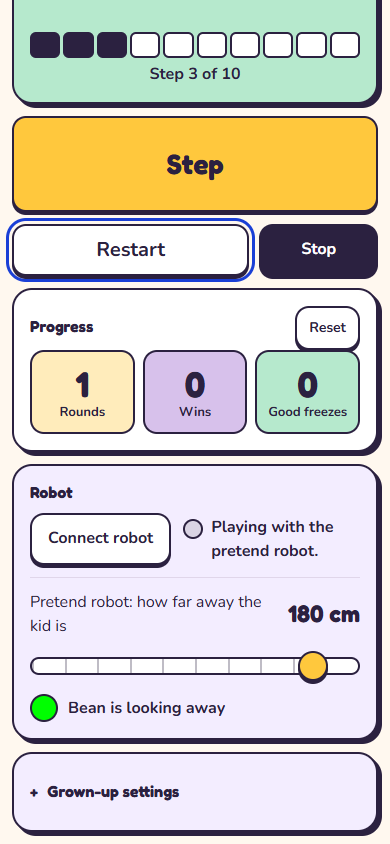 Step 3 of 10
Step
Restart
Stop
Progress
Reset
1
Rounds
0
Wins
0
Good freezes
Robot
Connect robot
Playing with the
pretend robot.
Pretend robot: how far away the
kid is
180 cm
Bean is looking away
+ Grown-up settings